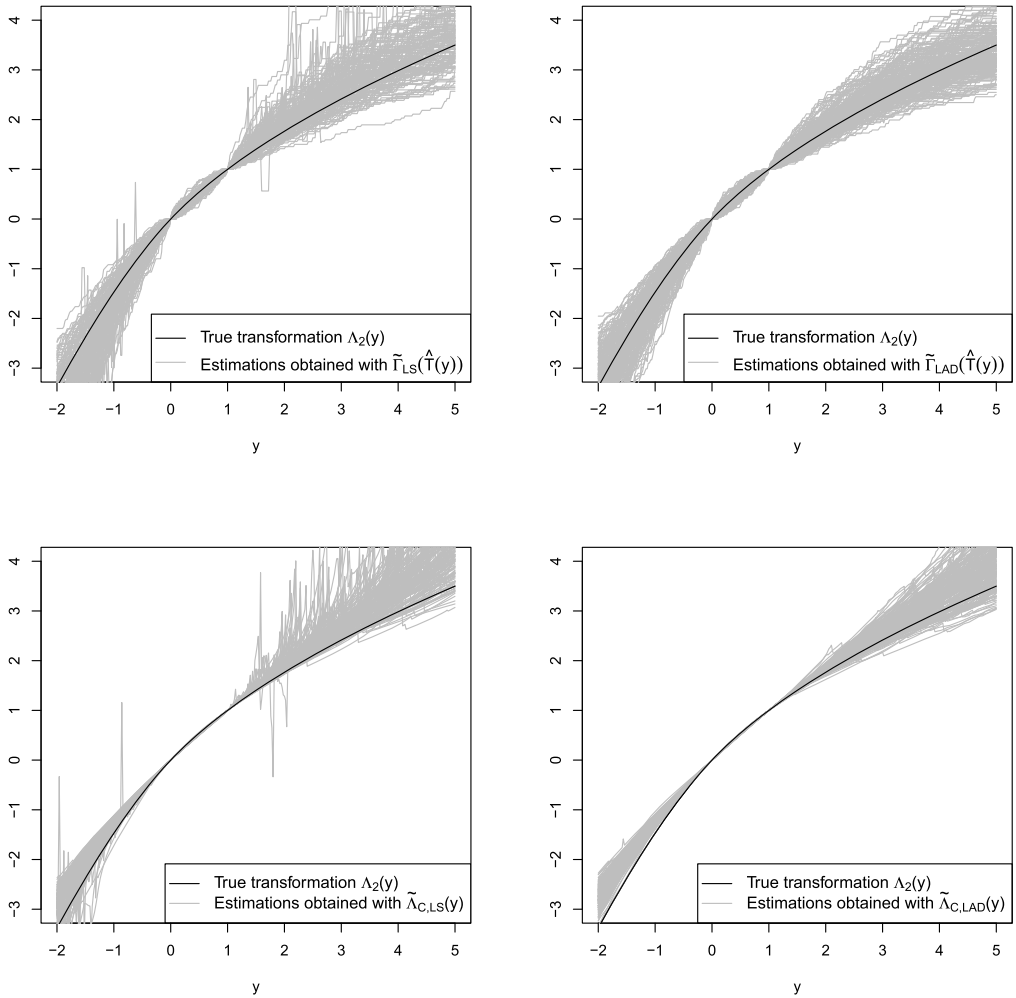 4
3
2
1
0
−1
−2
−3
True transformation Λ₂(y)
Estimations obtained with Γ̃_LS(T̂(y))
−2 −1 0 1 2 3 4 5
y
4
3
2
1
0
−1
−2
−3
True transformation Λ₂(y)
Estimations obtained with Γ̃_LAD(T̂(y))
−2 −1 0 1 2 3 4 5
y
4
3
2
1
0
−1
−2
−3
True transformation Λ₂(y)
Estimations obtained with Λ̃_C,LS(y)
−2 −1 0 1 2 3 4 5
y
4
3
2
1
0
−1
−2
−3
True transformation Λ₂(y)
Estimations obtained with Λ̃_C,LAD(y)
−2 −1 0 1 2 3 4 5
y